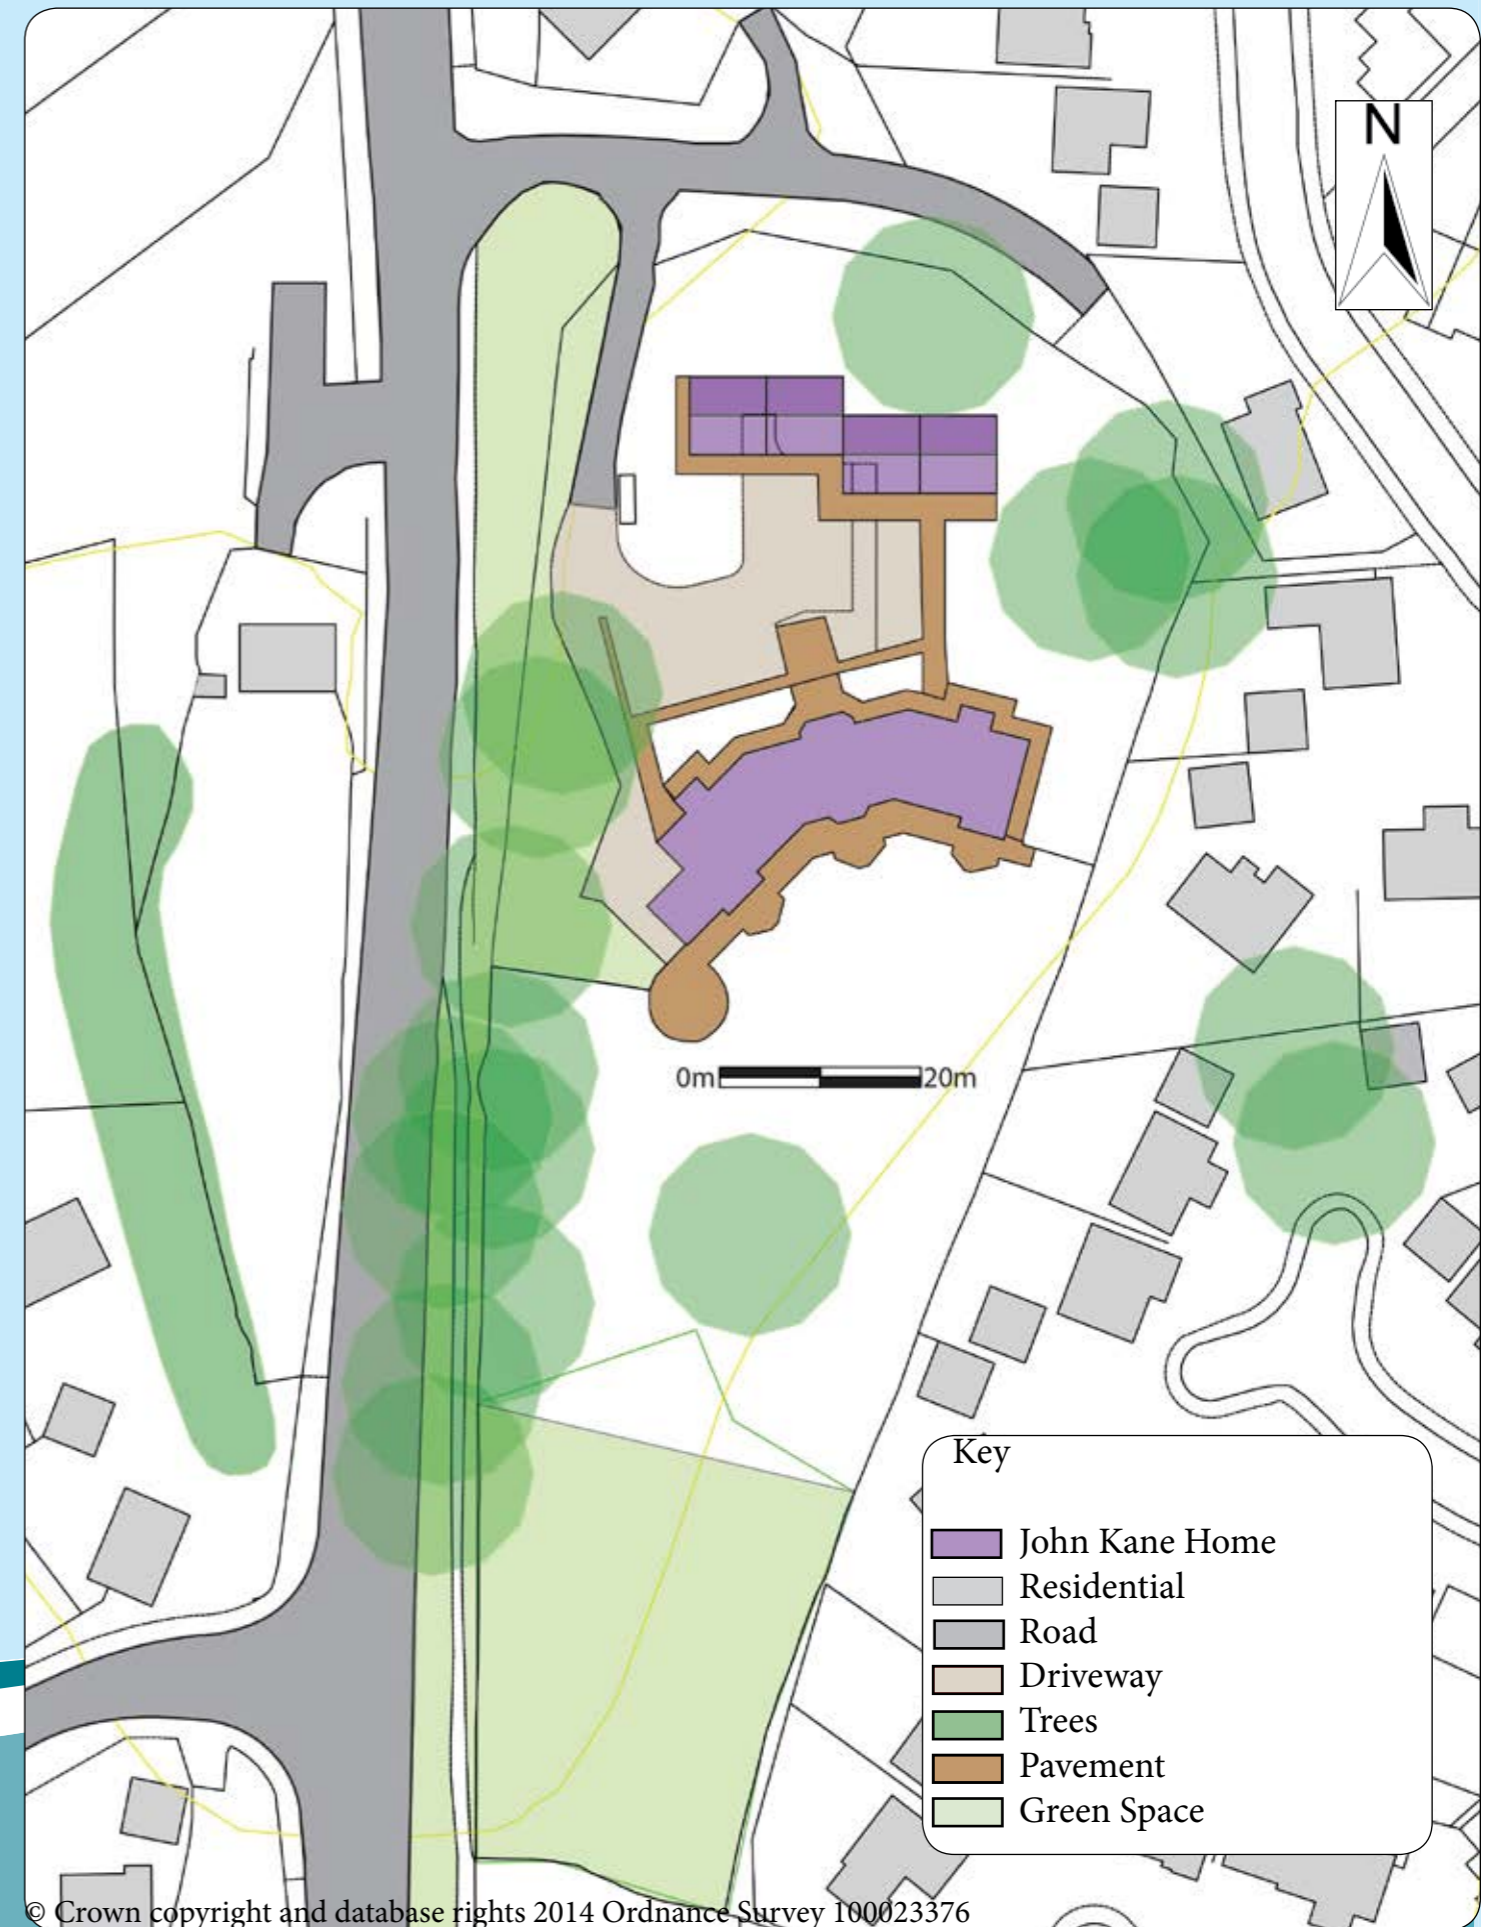 N
0m 20m
Key
John Kane Home
Residential
Road
Driveway
Trees
Pavement
Green Space
© Crown copyright and database rights 2014 Ordnance Survey 100023376